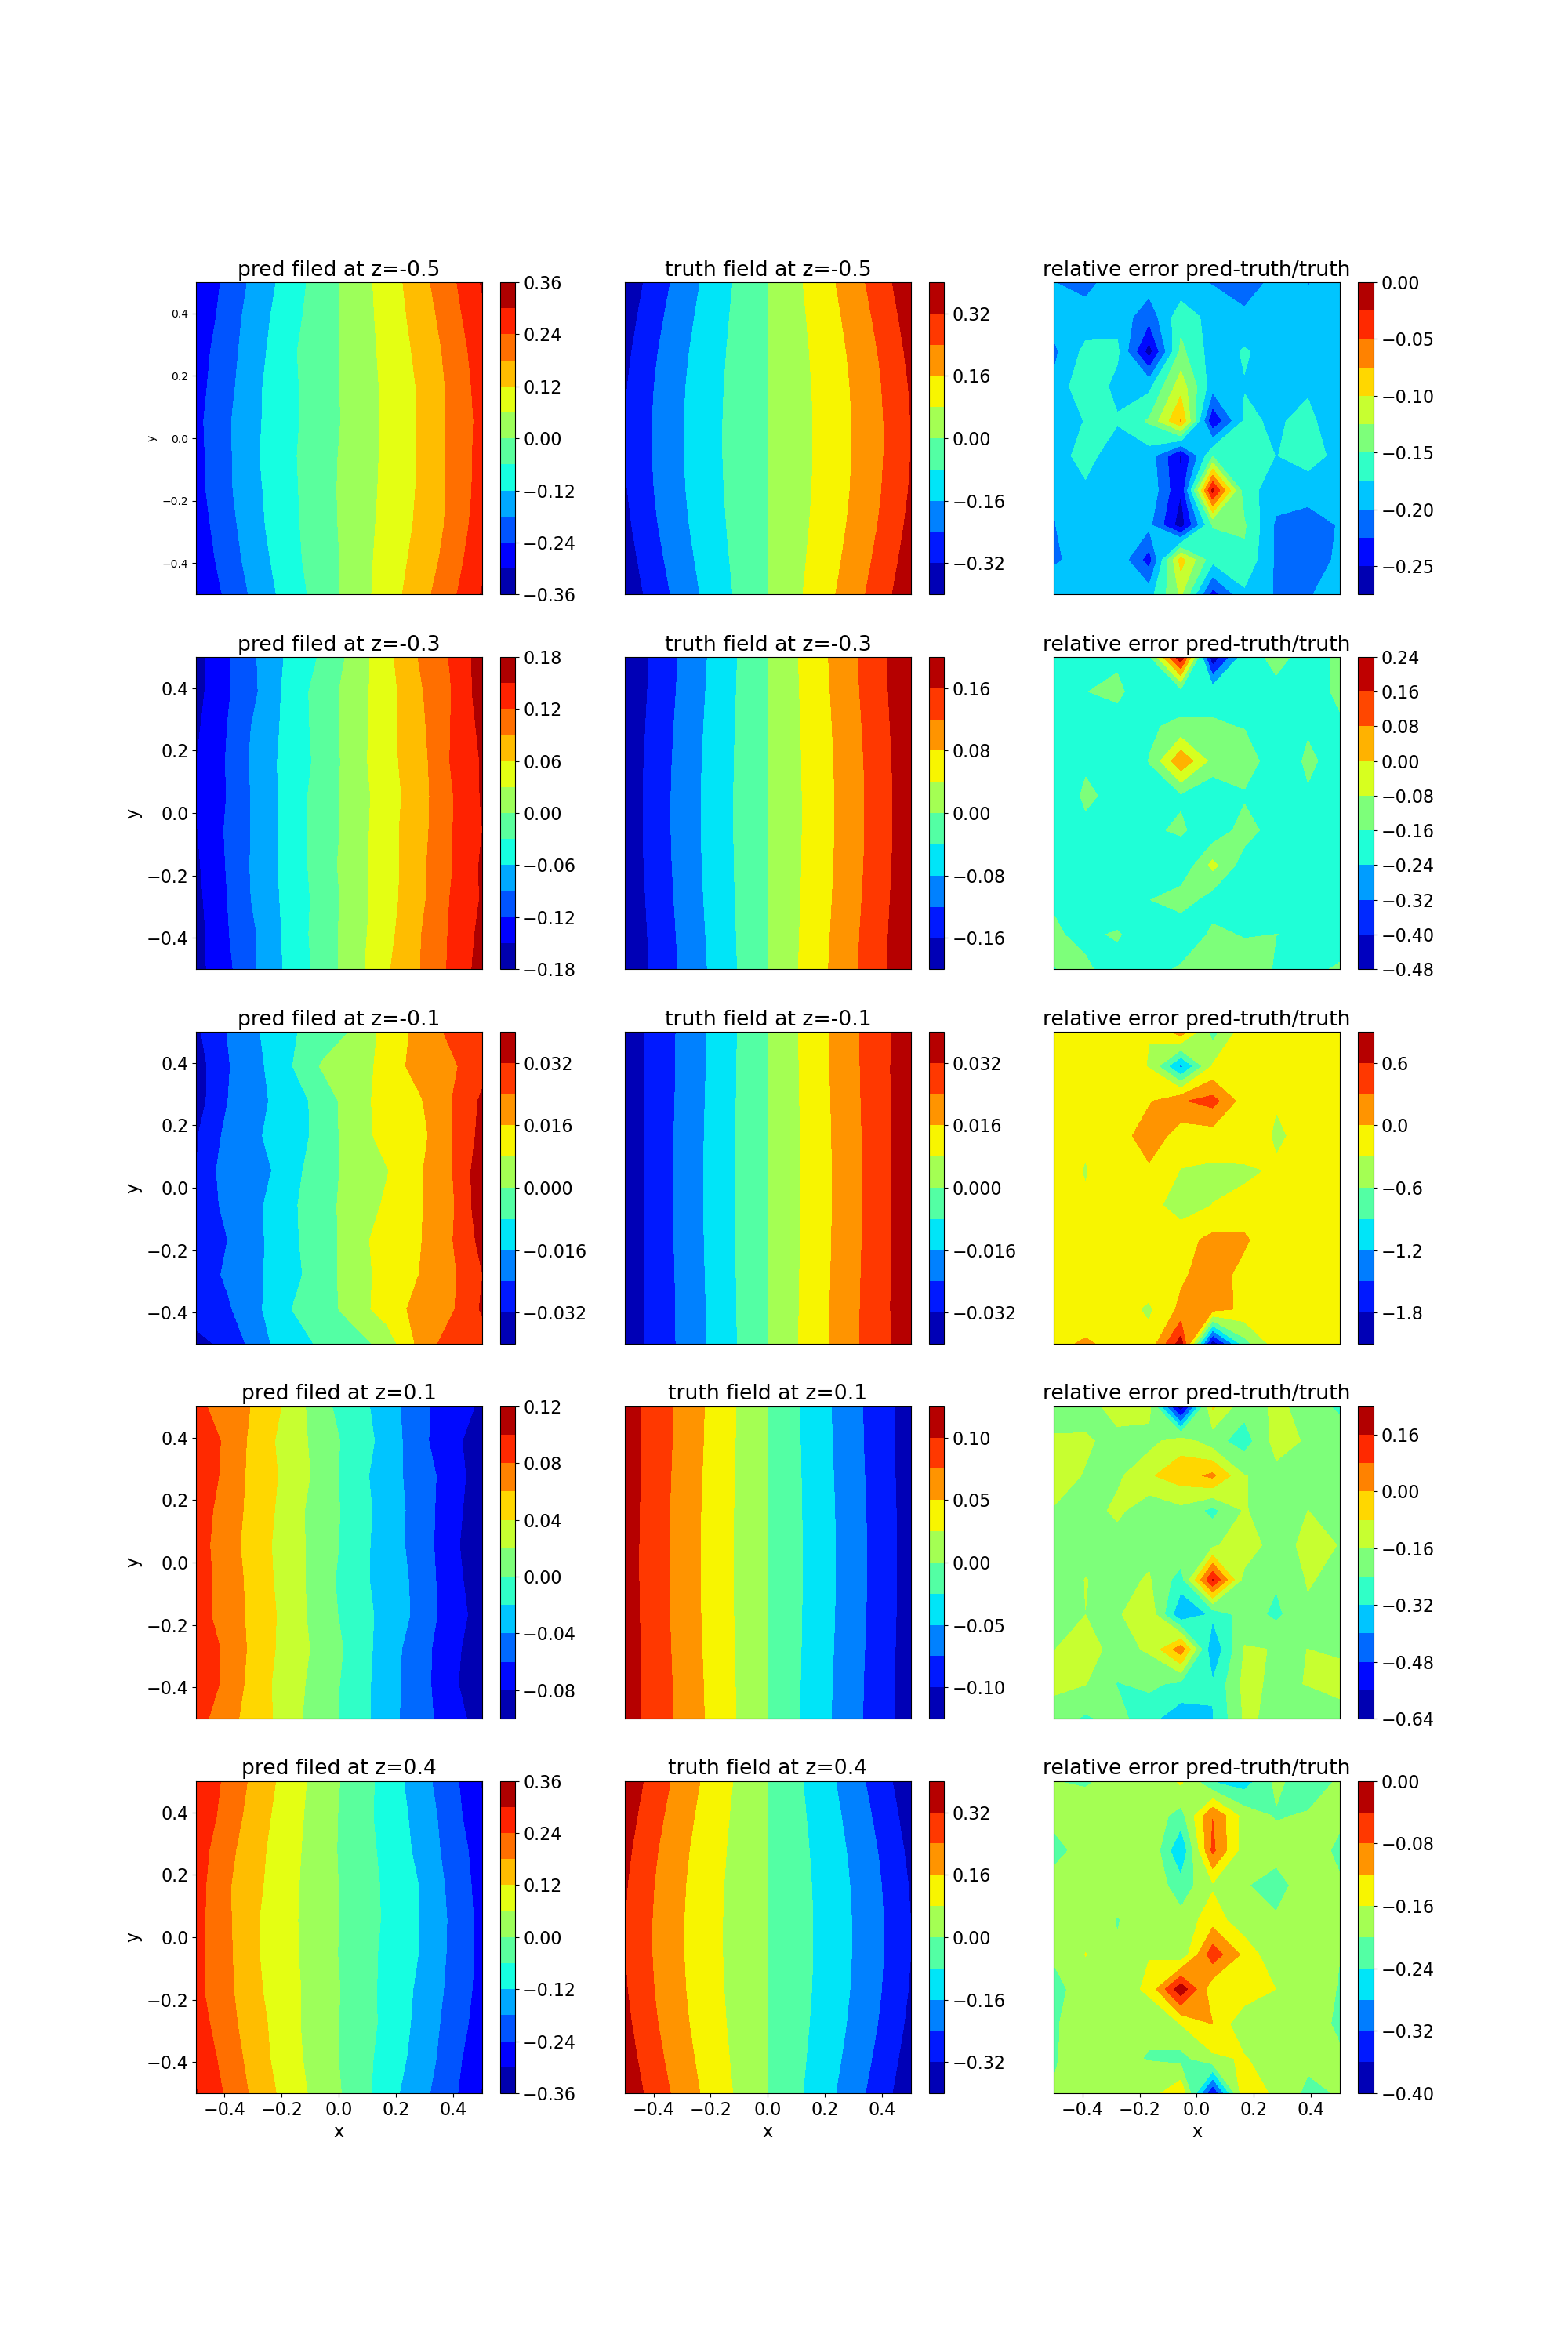 pred filed at z=-0.5 truth field at z=-0.5 relative error pred-truth/truth
0.4 0.2 0.0 −0.2 −0.4
y
0.36 0.24 0.12 0.00 −0.12 −0.24 −0.36
0.32 0.16 0.00 −0.16 −0.32
0.00 −0.05 −0.10 −0.15 −0.20 −0.25
pred filed at z=-0.3 truth field at z=-0.3 relative error pred-truth/truth
0.4 0.2 0.0 −0.2 −0.4
y
0.18 0.12 0.06 0.00 −0.06 −0.12 −0.18
0.16 0.08 0.00 −0.08 −0.16
0.24 0.16 0.08 0.00 −0.08 −0.16 −0.24 −0.32 −0.40 −0.48
pred filed at z=-0.1 truth field at z=-0.1 relative error pred-truth/truth
0.4 0.2 0.0 −0.2 −0.4
y
0.032 0.016 0.000 −0.016 −0.032
0.032 0.016 0.000 −0.016 −0.032
0.6 0.0 −0.6 −1.2 −1.8
pred filed at z=0.1 truth field at z=0.1 relative error pred-truth/truth
0.4 0.2 0.0 −0.2 −0.4
y
0.12 0.08 0.04 0.00 −0.04 −0.08
0.10 0.05 0.00 −0.05 −0.10
0.16 0.00 −0.16 −0.32 −0.48 −0.64
pred filed at z=0.4 truth field at z=0.4 relative error pred-truth/truth
0.4 0.2 0.0 −0.2 −0.4
y
0.36 0.24 0.12 0.00 −0.12 −0.24 −0.36
0.32 0.16 0.00 −0.16 −0.32
0.00 −0.08 −0.16 −0.24 −0.32 −0.40
−0.4 −0.2 0.0 0.2 0.4 −0.4 −0.2 0.0 0.2 0.4 −0.4 −0.2 0.0 0.2 0.4
x x x